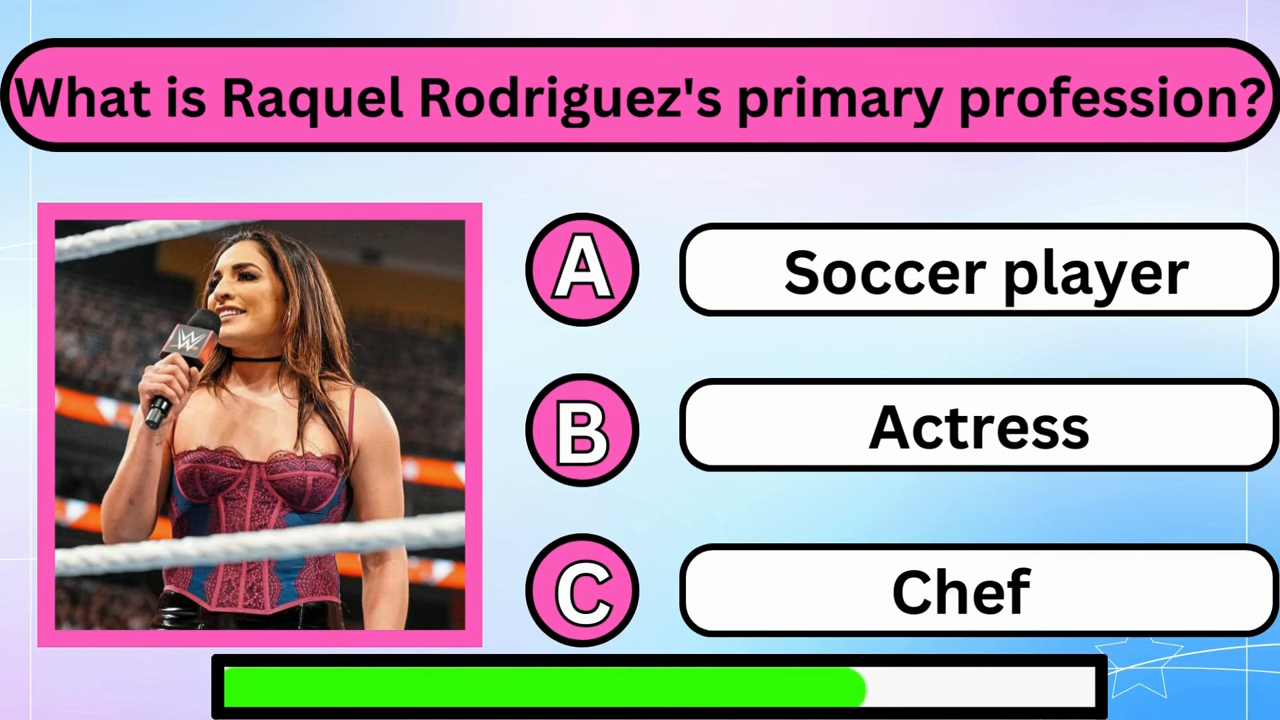 What is Raquel Rodriguez's primary profession?
A Soccer player
W
B Actress
C Chef